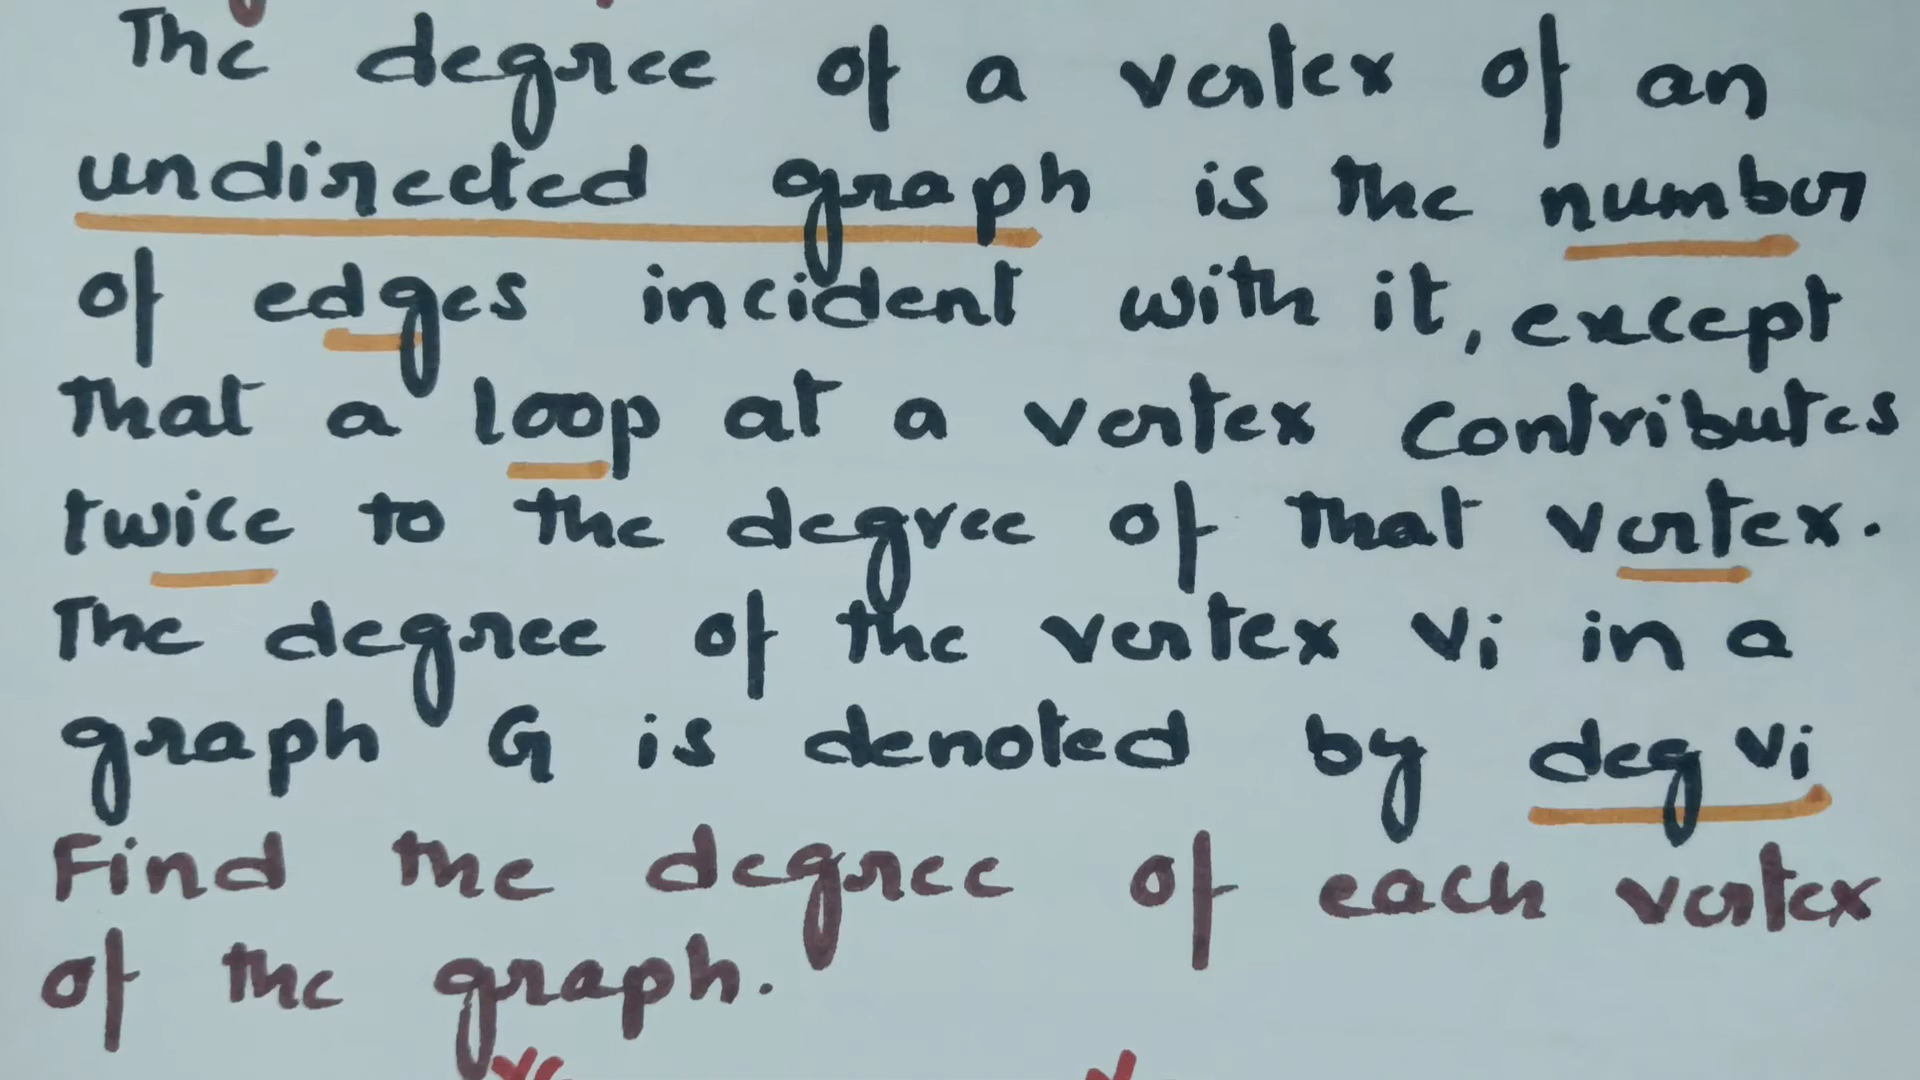 The degree of a vertex of an
undirected graph is the number
of edges incident with it, except
that a loop at a vertex contributes
twice to the degree of that vertex.
The degree of the vertex vi in a
graph G is denoted by deg vi
Find the degree of each vertex
of the graph.